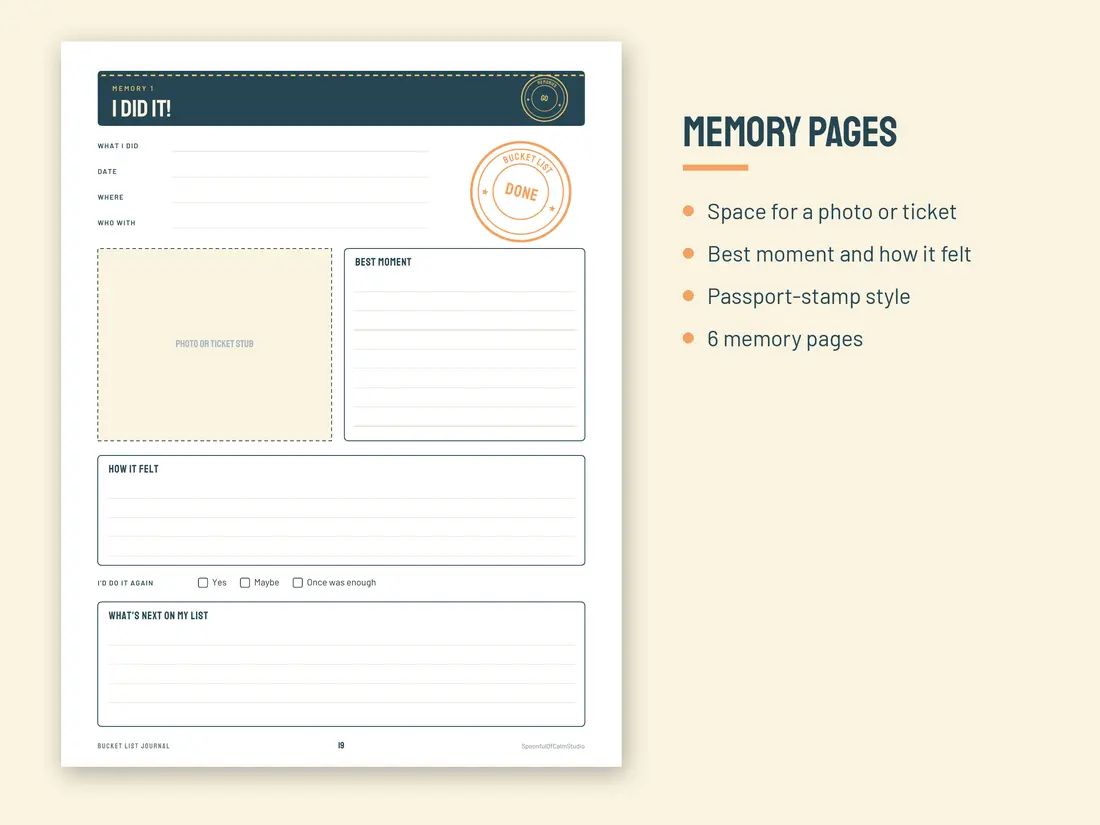 MEMORY 1
I DID IT!
MEMORIES
GO
WHAT I DID
DATE
WHERE
WHO WITH
BUCKET LIST
DONE
PHOTO OR TICKET STUB
BEST MOMENT
HOW IT FELT
I'D DO IT AGAIN
Yes
Maybe
Once was enough
WHAT'S NEXT ON MY LIST
BUCKET LIST JOURNAL
19
SpoonfulOfCalmStudio
MEMORY PAGES
Space for a photo or ticket
Best moment and how it felt
Passport-stamp style
6 memory pages